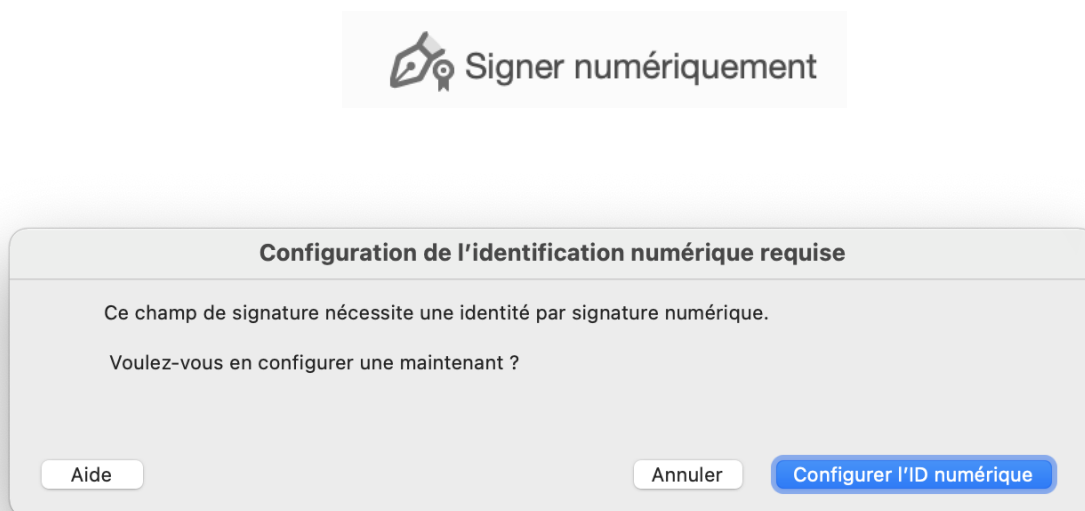 Signer numériquement
Configuration de l’identification numérique requise
Ce champ de signature nécessite une identité par signature numérique.
Voulez-vous en configurer une maintenant ?
Aide
Annuler
Configurer l’ID numérique